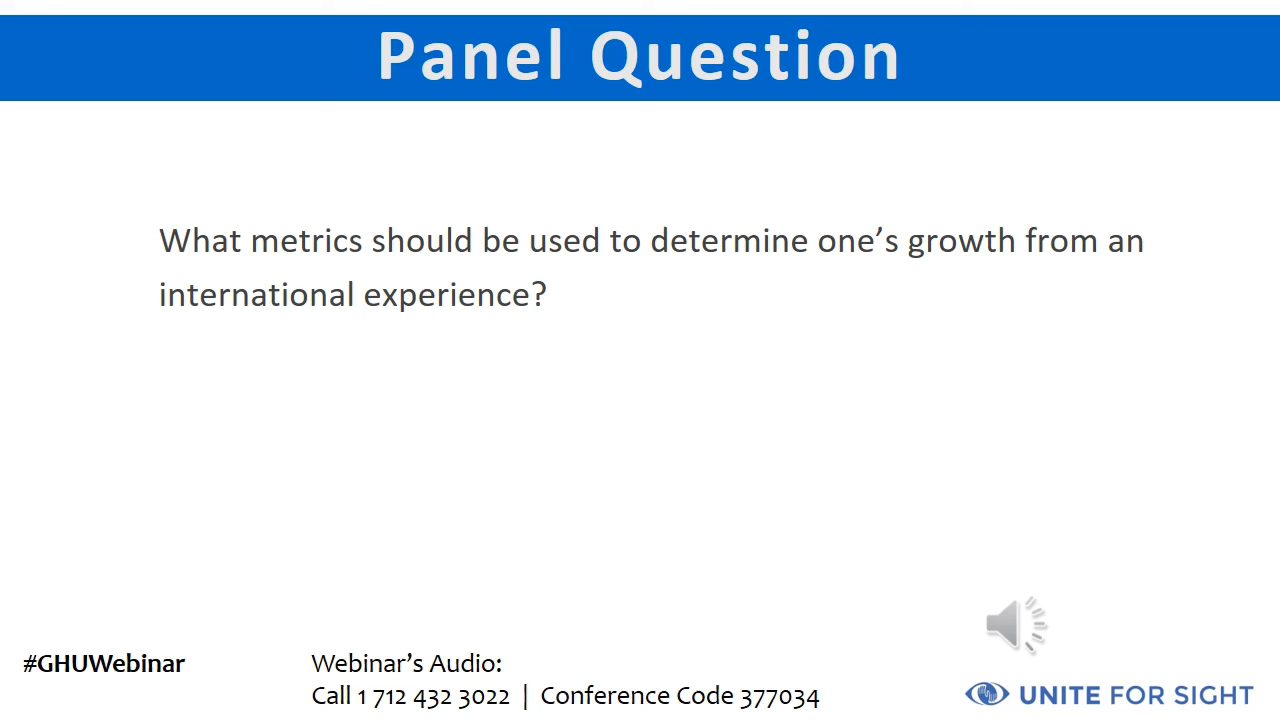 Panel Question
What metrics should be used to determine one’s growth from an
international experience?
#GHUWebinar
Webinar’s Audio:
Call 1 712 432 3022 | Conference Code 377034
UNITE FOR SIGHT